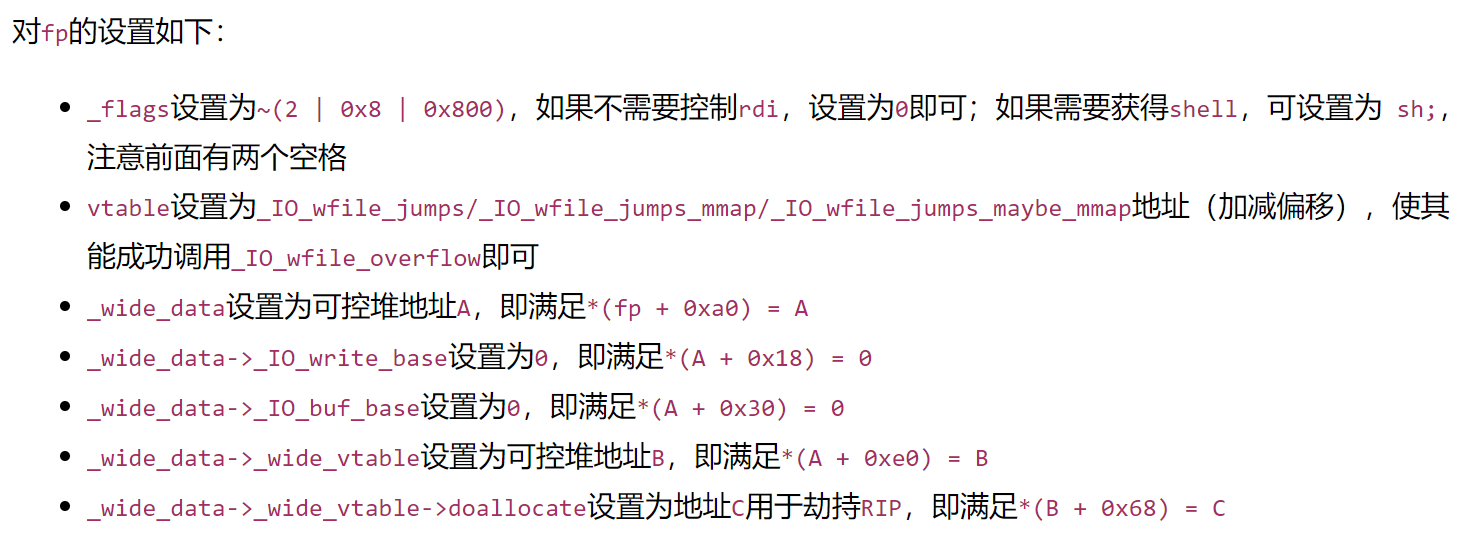 对fp的设置如下：
• _flags设置为~(2 | 0x8 | 0x800)，如果不需要控制rdi，设置为0即可；如果需要获得shell，可设置为 sh;，
注意前面有两个空格
• vtable设置为_IO_wfile_jumps/_IO_wfile_jumps_mmap/_IO_wfile_jumps_maybe_mmap地址（加减偏移），使其
能成功调用_IO_wfile_overflow即可
• _wide_data设置为可控堆地址A，即满足*(fp + 0xa0) = A
• _wide_data->_IO_write_base设置为0，即满足*(A + 0x18) = 0
• _wide_data->_IO_buf_base设置为0，即满足*(A + 0x30) = 0
• _wide_data->_wide_vtable设置为可控堆地址B，即满足*(A + 0xe0) = B
• _wide_data->_wide_vtable->doallocate设置为地址C用于劫持RIP，即满足*(B + 0x68) = C